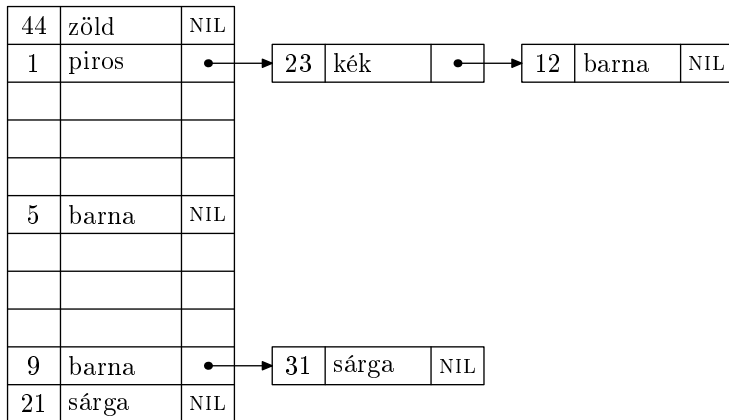 44 zöld NIL
1 piros 23 kék 12 barna NIL
5 barna NIL
9 barna 31 sárga NIL
21 sárga NIL